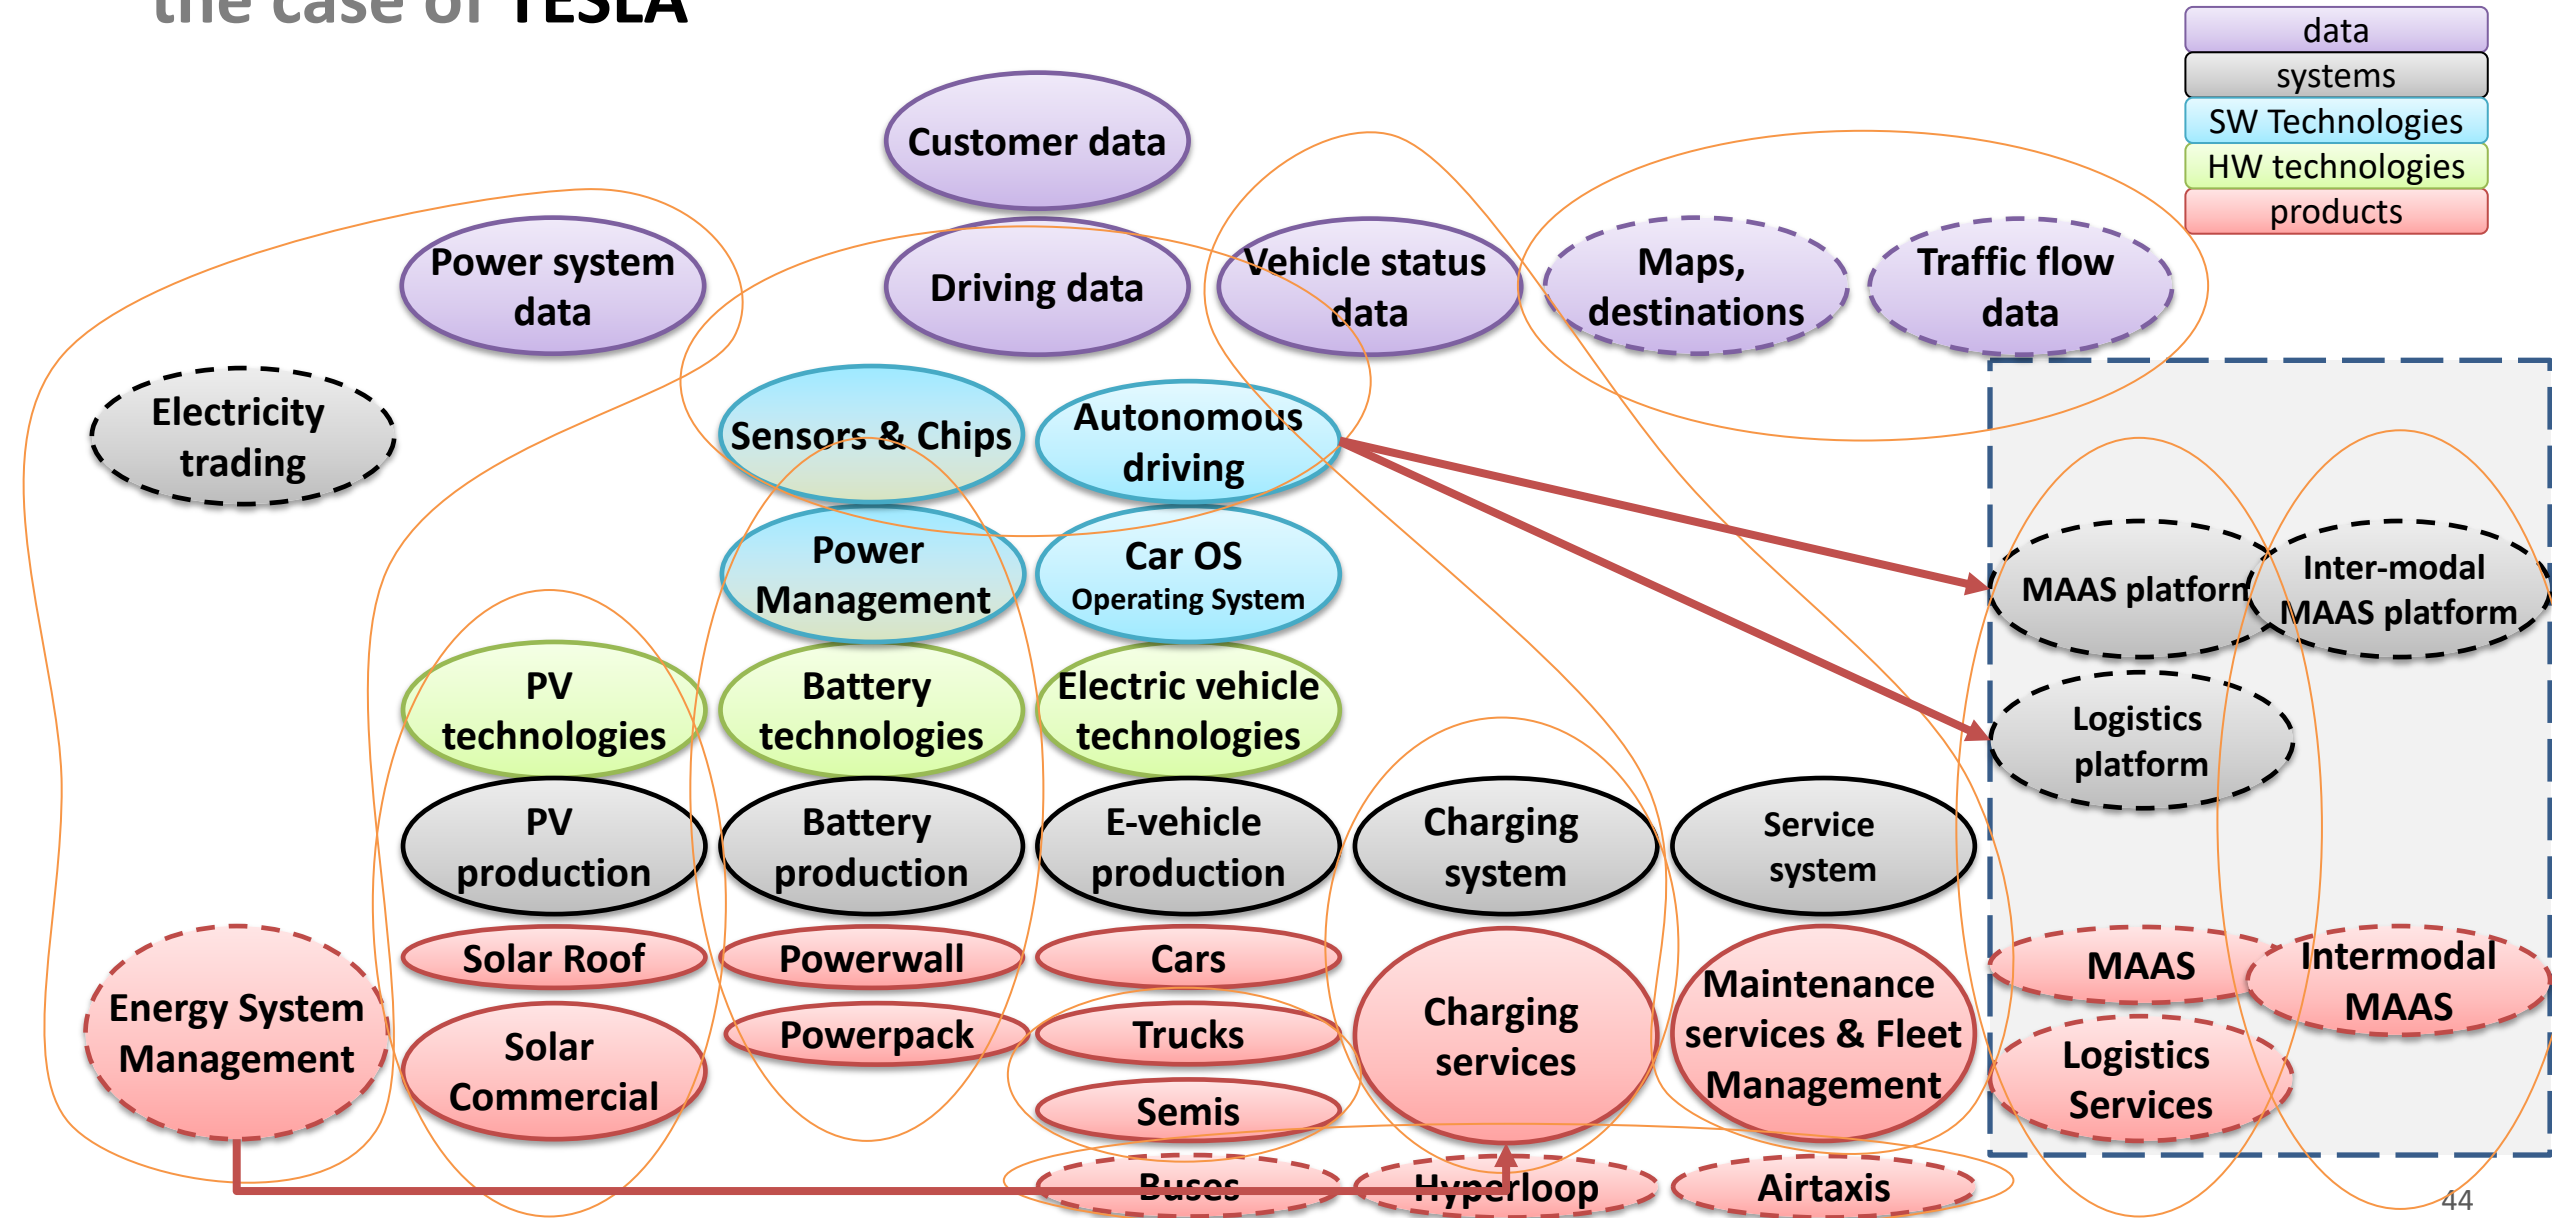 the case of TESLA
data
systems
SW Technologies
HW technologies
products
Customer data
Power system
data
Driving data
Vehicle status
data
Maps,
destinations
Traffic flow
data
Electricity
trading
Sensors & Chips
Autonomous
driving
Power
Management
Car OS
Operating System
MAAS platform
Inter-modal
MAAS platform
PV
technologies
Battery
technologies
Electric vehicle
technologies
Logistics
platform
PV
production
Battery
production
E-vehicle
production
Charging
system
Service
system
Energy System
Management
Solar Roof
Powerwall
Cars
Solar
Commercial
Powerpack
Trucks
Semis
Charging
services
Maintenance
services & Fleet
Management
MAAS
Intermodal
MAAS
Logistics
Services
Buses
Hyperloop
Airtaxis
44